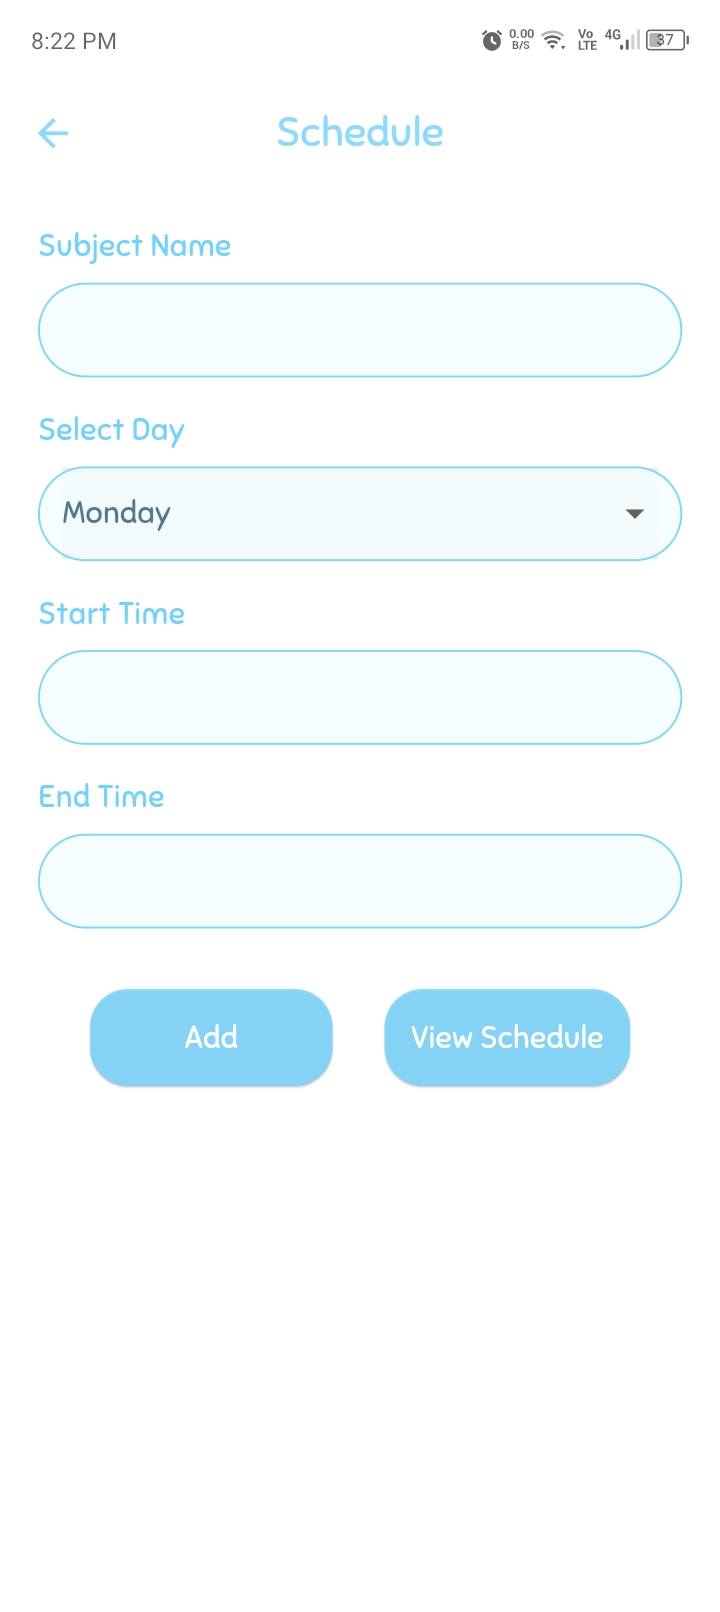 8:22 PM
0.00
B/S
Vo
LTE
4G
37
Schedule
Subject Name
Select Day
Monday
Start Time
End Time
Add
View Schedule